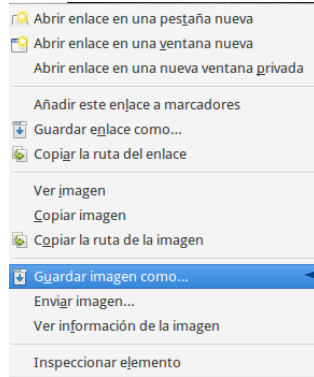 Abrir enlace en una pestaña nueva
Abrir enlace en una ventana nueva
Abrir enlace en una nueva ventana privada
Añadir este enlace a marcadores
Guardar enlace como...
Copiar la ruta del enlace
Ver imagen
Copiar imagen
Copiar la ruta de la imagen
Guardar imagen como...
Enviar imagen...
Ver información de la imagen
Inspeccionar elemento